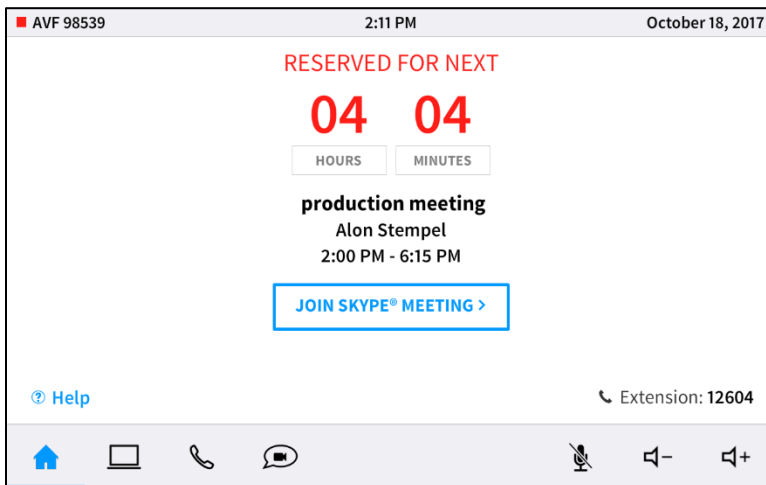 AVF 98539 2:11 PM October 18, 2017
RESERVED FOR NEXT
04 04
HOURS MINUTES
production meeting
Alon Stempel
2:00 PM - 6:15 PM
JOIN SKYPE® MEETING >
? Help Extension: 12604